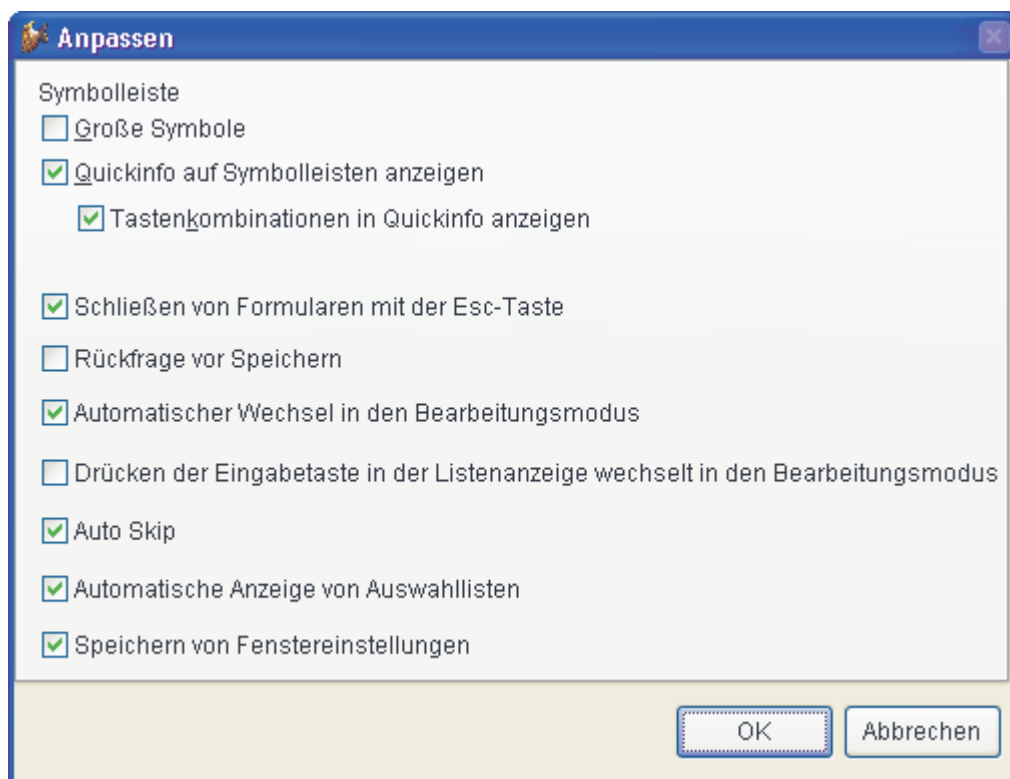 Anpassen
Symbolleiste
Große Symbole
Quickinfo auf Symbolleisten anzeigen
Tastenkombinationen in Quickinfo anzeigen
Schließen von Formularen mit der Esc-Taste
Rückfrage vor Speichern
Automatischer Wechsel in den Bearbeitungsmodus
Drücken der Eingabetaste in der Listenanzeige wechselt in den Bearbeitungsmodus
Auto Skip
Automatische Anzeige von Auswahllisten
Speichern von Fenstereinstellungen
OK Abbrechen